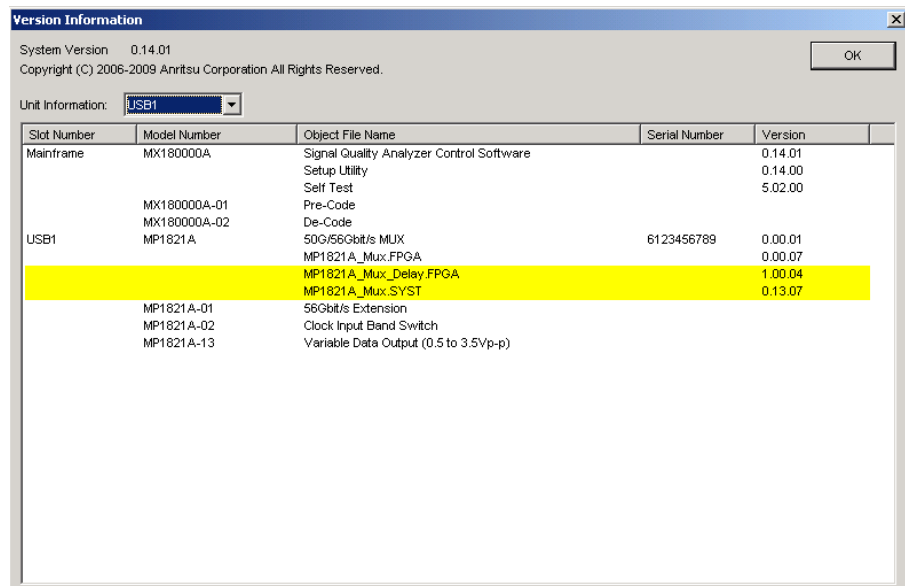 Version Information
System Version 0.14.01
OK
Copyright (C) 2006-2009 Anritsu Corporation All Rights Reserved.
Unit Information: USB1
Slot Number Model Number Object File Name Serial Number Version
Mainframe MX180000A Signal Quality Analyzer Control Software 0.14.01
Setup Utility 0.14.00
Self Test 5.02.00
MX180000A-01 Pre-Code
MX180000A-02 De-Code
USB1 MP1821A 50G/56Gbit/s MUX 6123456789 0.00.01
MP1821A_Mux.FPGA 0.00.07
MP1821A_Mux_Delay.FPGA 1.00.04
MP1821A_Mux.SYST 0.13.07
MP1821A-01 56Gbit/s Extension
MP1821A-02 Clock Input Band Switch
MP1821A-13 Variable Data Output (0.5 to 3.5Vp-p)